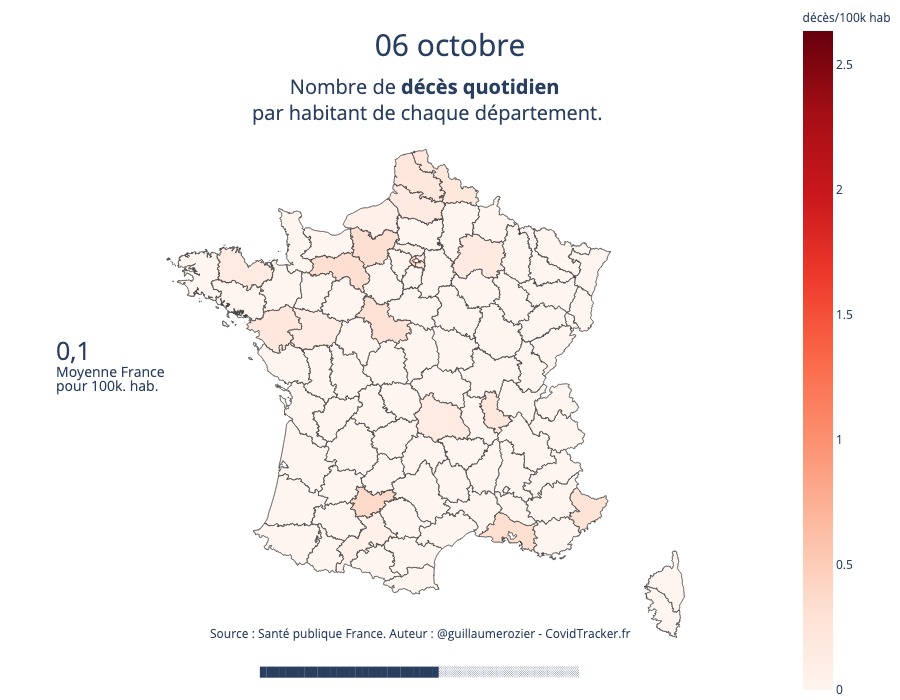 décès/100k hab
06 octobre
Nombre de décès quotidien
par habitant de chaque département.
2.5
2
1.5
1
0.5
0
0,1
Moyenne France
pour 100k. hab.
Source : Santé publique France. Auteur : @guillaumerozier - CovidTracker.fr